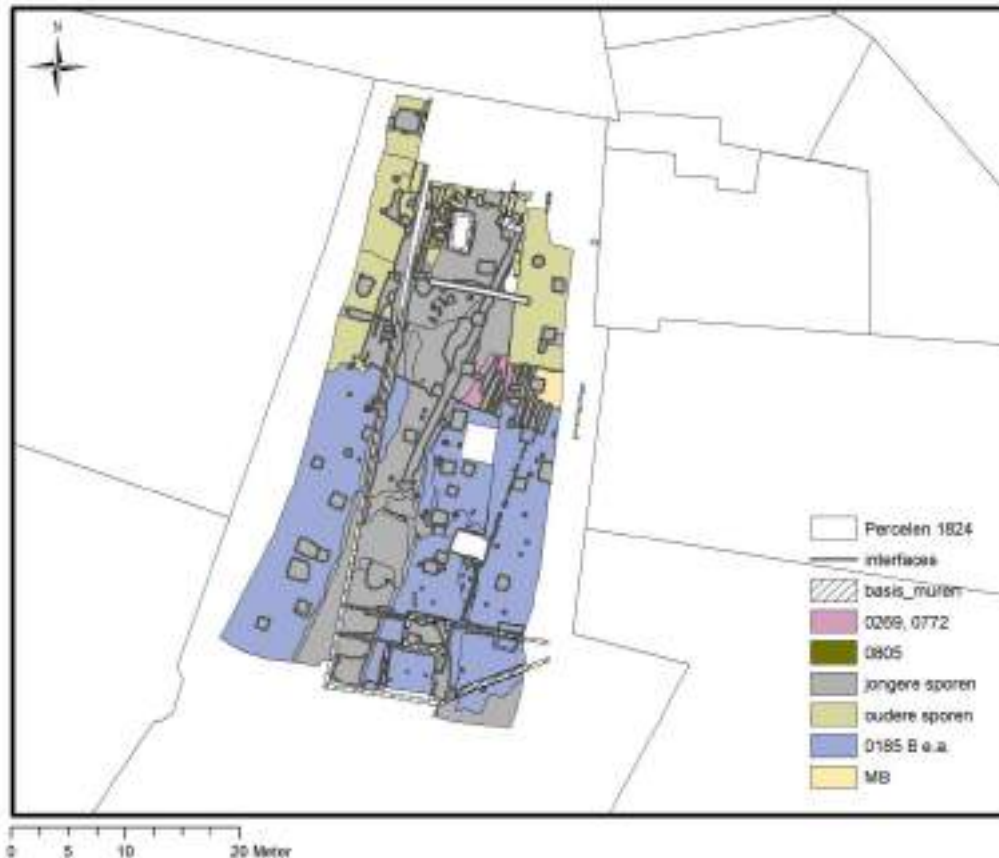 N
Percelen 1824
interfaces
basis_muren
0269, 0772
0805
jongere sporen
oudere sporen
0185 B e.a.
MB
0 5 10 20 Meter